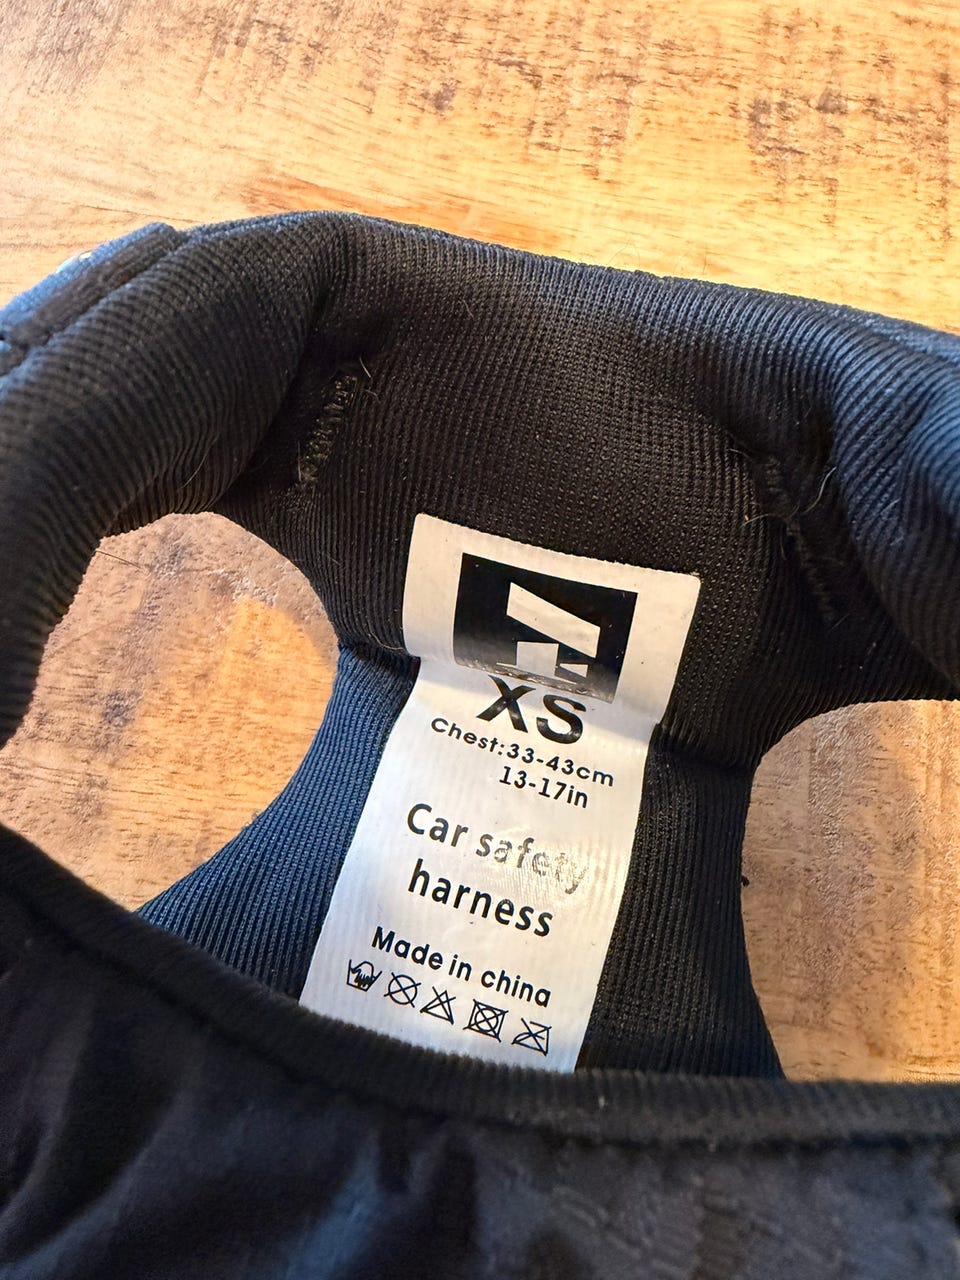 XS
Chest:33-43cm
13-17in
Car safety
harness
Made in china